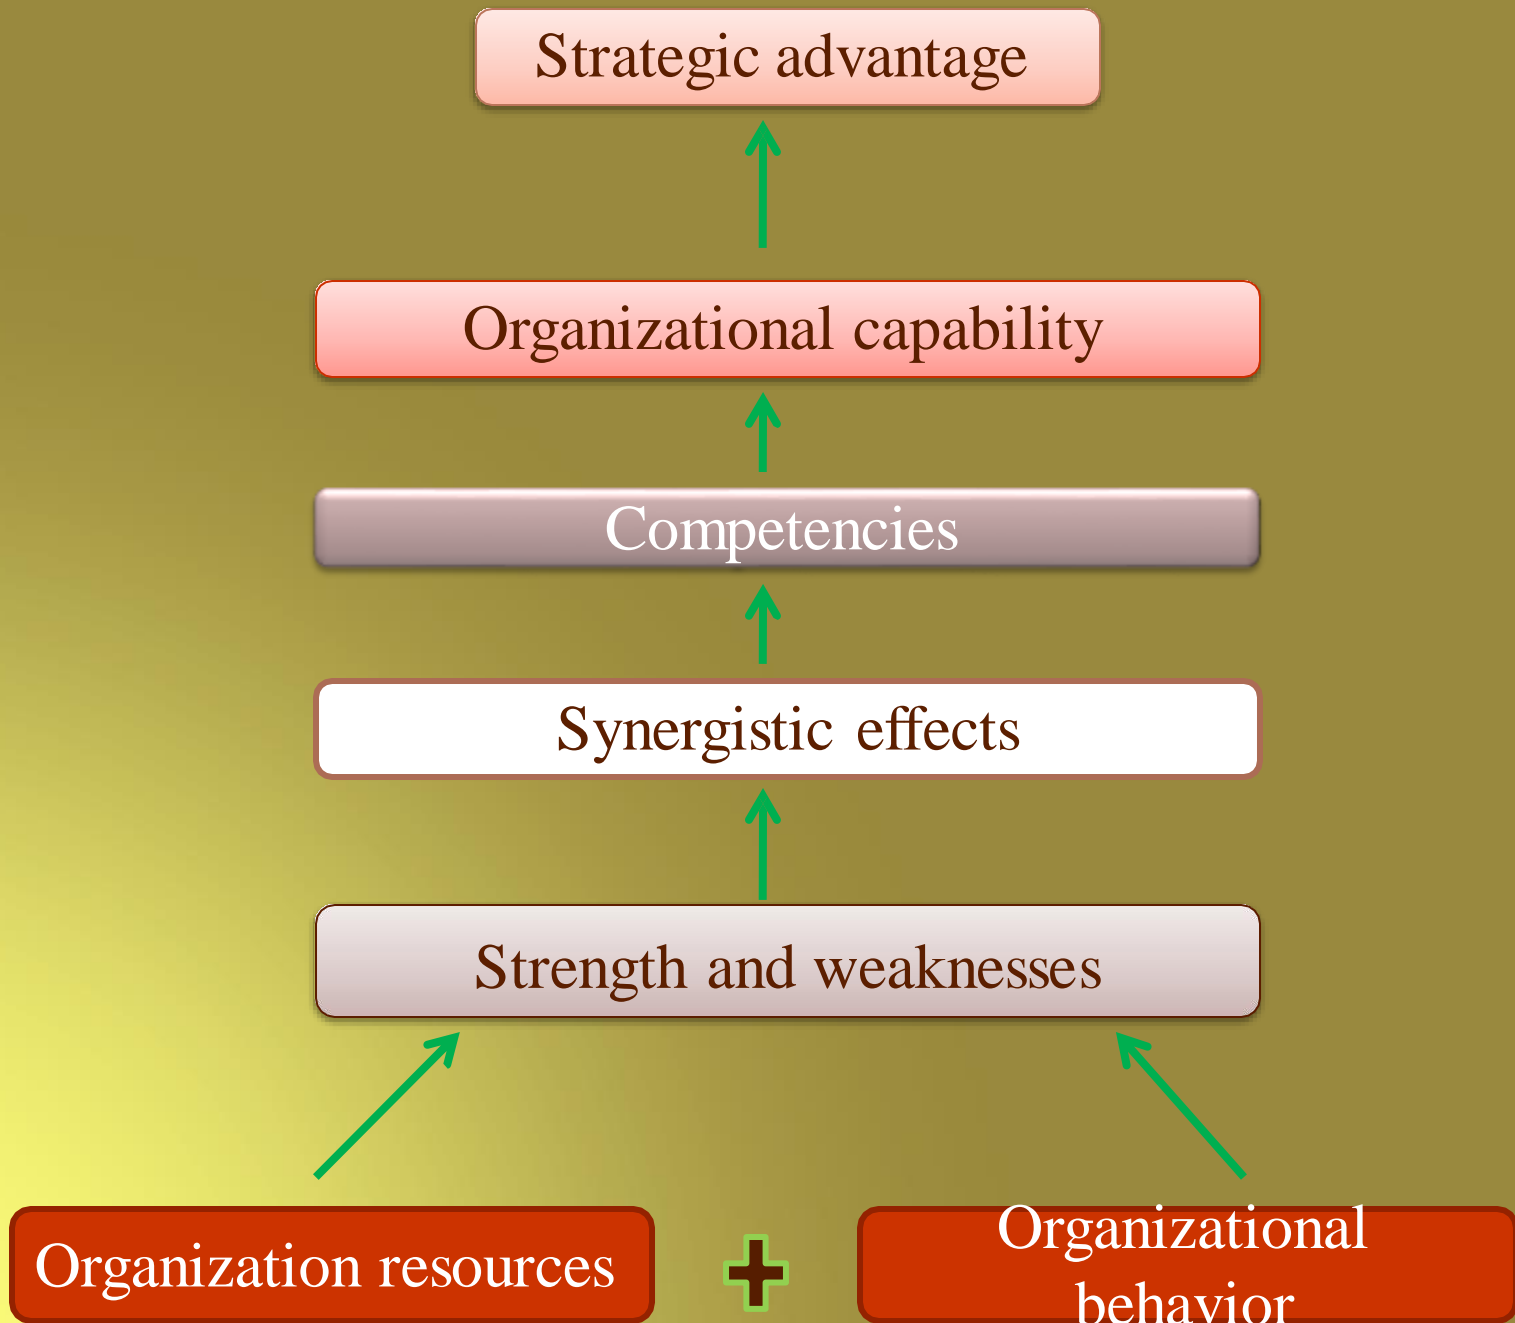 Strategic advantage
Organizational capability
Competencies
Synergistic effects
Strength and weaknesses
Organization resources
Organizational
behavior